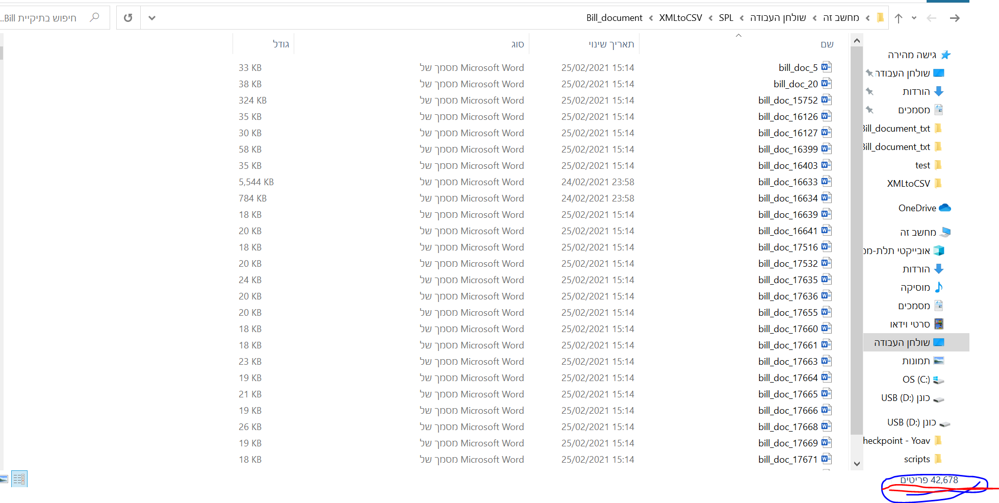 מחשב זה › שולחן העבודה › SPL › XMLtoCSV › Bill_document
חיפוש בתיקיית Bill...
שם תאריך שינוי סוג גודל
bill_doc_5 25/02/2021 15:14 מסמך של Microsoft Word 33 KB
bill_doc_20 25/02/2021 15:14 מסמך של Microsoft Word 38 KB
bill_doc_15752 25/02/2021 15:14 מסמך של Microsoft Word 324 KB
bill_doc_16126 25/02/2021 15:14 מסמך של Microsoft Word 35 KB
bill_doc_16127 25/02/2021 15:14 מסמך של Microsoft Word 30 KB
bill_doc_16399 25/02/2021 15:14 מסמך של Microsoft Word 58 KB
bill_doc_16403 25/02/2021 15:14 מסמך של Microsoft Word 35 KB
bill_doc_16633 24/02/2021 23:58 מסמך של Microsoft Word 5,544 KB
bill_doc_16634 24/02/2021 23:58 מסמך של Microsoft Word 784 KB
bill_doc_16639 25/02/2021 15:14 מסמך של Microsoft Word 18 KB
bill_doc_16641 25/02/2021 15:14 מסמך של Microsoft Word 20 KB
bill_doc_17516 25/02/2021 15:14 מסמך של Microsoft Word 18 KB
bill_doc_17532 25/02/2021 15:14 מסמך של Microsoft Word 20 KB
bill_doc_17635 25/02/2021 15:14 מסמך של Microsoft Word 24 KB
bill_doc_17636 25/02/2021 15:14 מסמך של Microsoft Word 20 KB
bill_doc_17655 25/02/2021 15:14 מסמך של Microsoft Word 20 KB
bill_doc_17660 25/02/2021 15:14 מסמך של Microsoft Word 18 KB
bill_doc_17661 25/02/2021 15:14 מסמך של Microsoft Word 18 KB
bill_doc_17663 25/02/2021 15:14 מסמך של Microsoft Word 23 KB
bill_doc_17664 25/02/2021 15:14 מסמך של Microsoft Word 19 KB
bill_doc_17665 25/02/2021 15:14 מסמך של Microsoft Word 21 KB
bill_doc_17666 25/02/2021 15:14 מסמך של Microsoft Word 19 KB
bill_doc_17668 25/02/2021 15:14 מסמך של Microsoft Word 26 KB
bill_doc_17669 25/02/2021 15:14 מסמך של Microsoft Word 19 KB
bill_doc_17671 25/02/2021 15:14 מסמך של Microsoft Word 18 KB
גישה מהירה
שולחן העבודה
הורדות
מסמכים
Bill_document_txt
Bill_document_txt
test
XMLtoCSV
OneDrive
מחשב זה
אובייקטי תלת-ממ
הורדות
מוסיקה
מסמכים
סרטי וידאו
שולחן העבודה
תמונות
OS (C:)
כונן USB (D:)
כונן USB (D:)
heckpoint - Yoav
scripts
42,678 פריטים